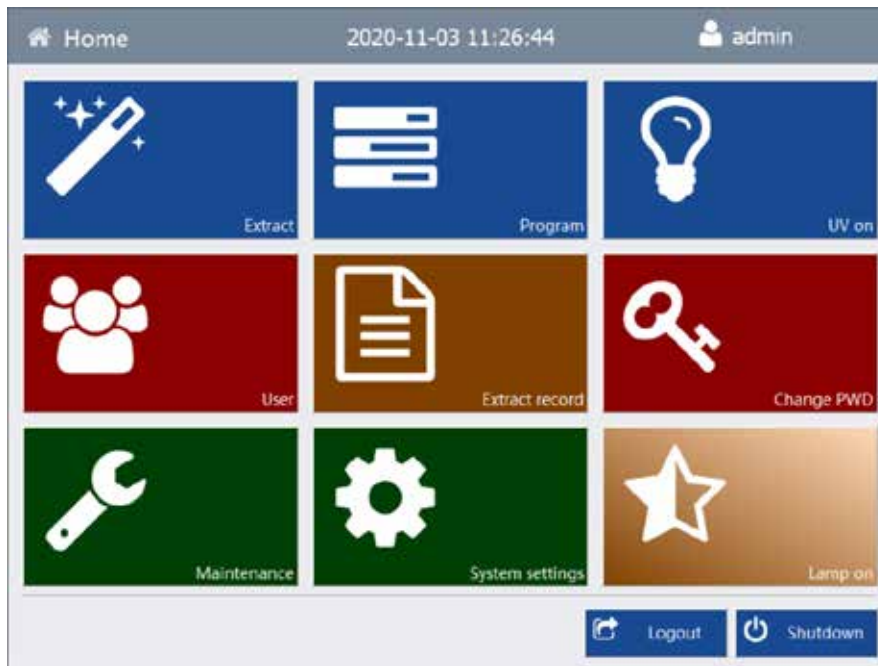 Home 2020-11-03 11:26:44 admin
Extract Program UV on
User Extract record Change PWD
Maintenance System settings Lamp on
Logout Shutdown